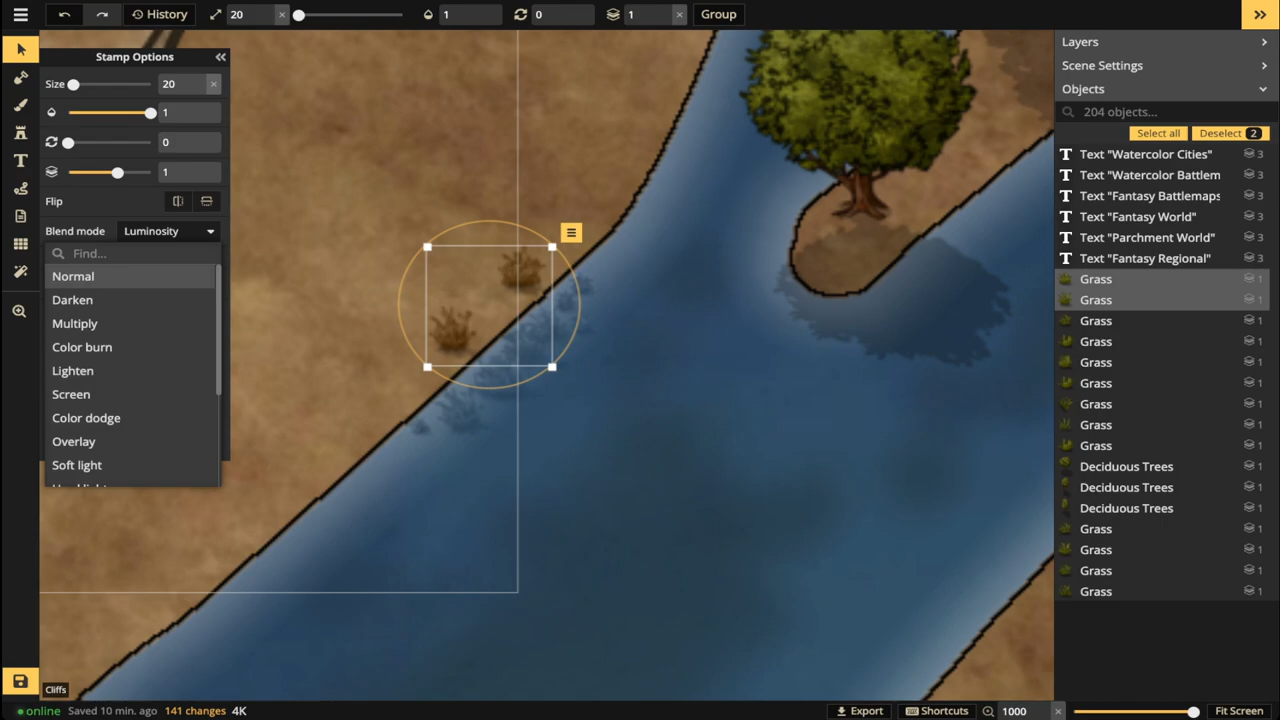 History
20
1
0
1
Group
Stamp Options
Size
20
1
0
1
Flip
Blend mode
Luminosity
Find...
Normal
Darken
Multiply
Color burn
Lighten
Screen
Color dodge
Overlay
Soft light
Layers
Scene Settings
Objects
204 objects...
Select all
Deselect 2
T Text "Watercolor Cities" 3
T Text "Watercolor Battlem 3
T Text "Fantasy Battlemaps 3
T Text "Fantasy World" 3
T Text "Parchment World" 3
T Text "Fantasy Regional" 3
Grass 1
Grass 1
Grass 1
Grass 1
Grass 1
Grass 1
Grass 1
Grass 1
Grass 1
Deciduous Trees 1
Deciduous Trees 1
Deciduous Trees 1
Grass 1
Grass 1
Grass 1
Grass 1
Cliffs
online Saved 10 min. ago 141 changes 4K
Export
Shortcuts
1000
Fit Screen